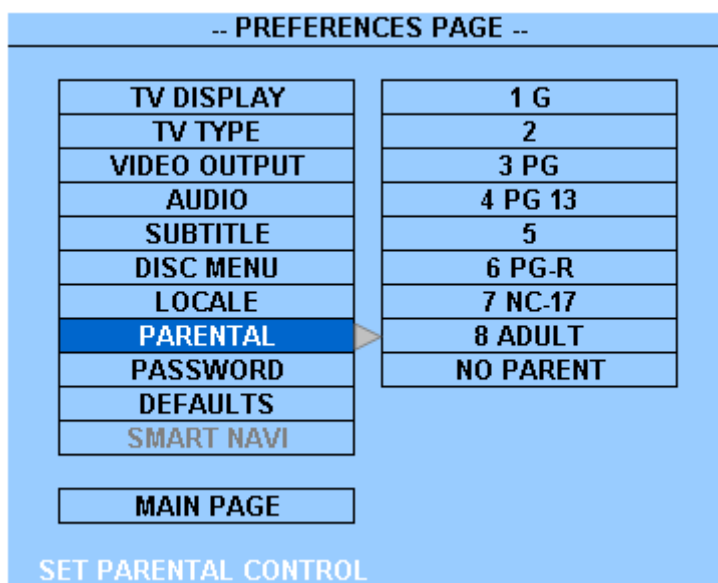 -- PREFERENCES PAGE --
TV DISPLAY
TV TYPE
VIDEO OUTPUT
AUDIO
SUBTITLE
DISC MENU
LOCALE
PARENTAL
PASSWORD
DEFAULTS
SMART NAVI
1 G
2
3 PG
4 PG 13
5
6 PG-R
7 NC-17
8 ADULT
NO PARENT
MAIN PAGE
SET PARENTAL CONTROL